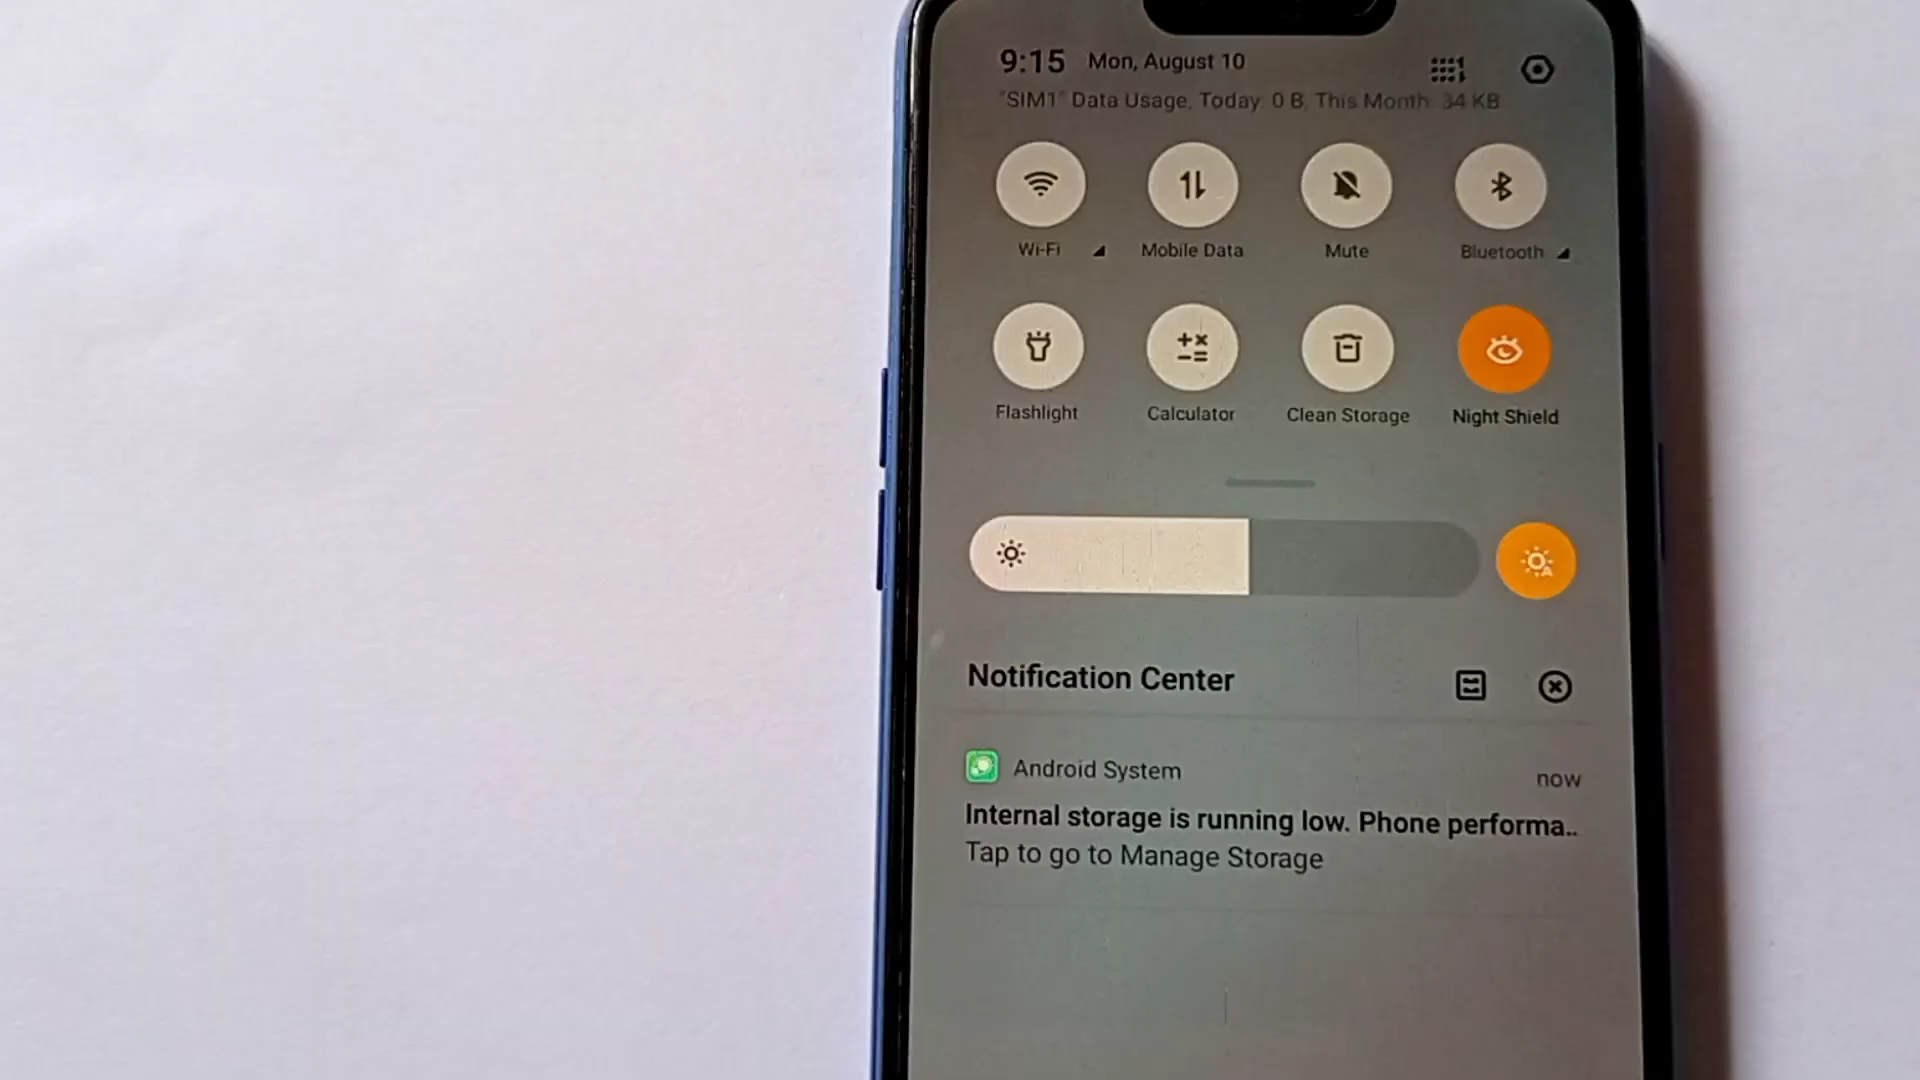 9:15 Mon, August 10
"SIM1" Data Usage, Today: 0 B, This Month: 34 KB
Wi-Fi Mobile Data Mute Bluetooth
Flashlight Calculator Clean Storage Night Shield
Notification Center
Android System now
Internal storage is running low. Phone performa..
Tap to go to Manage Storage